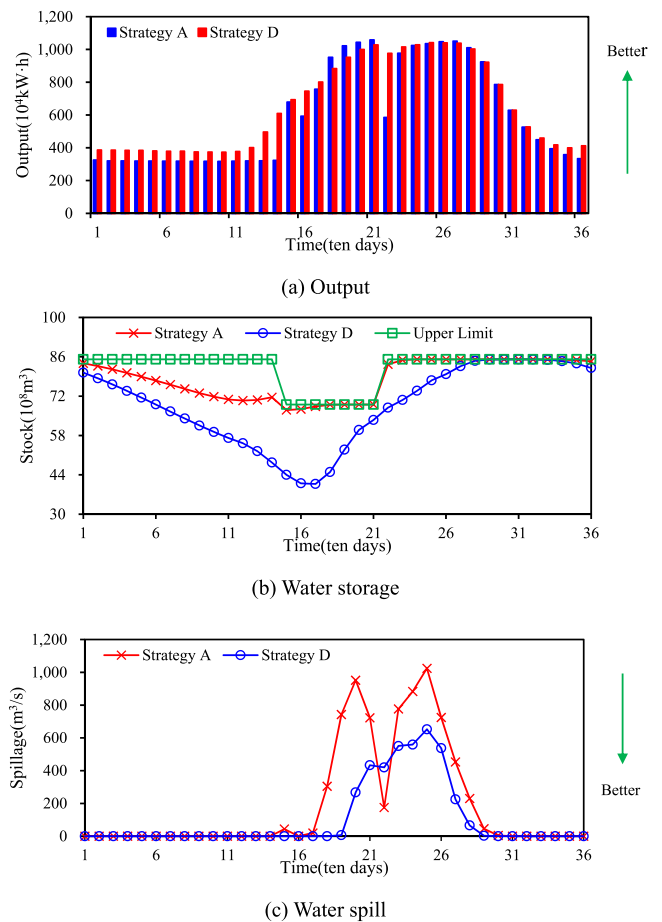 Strategy A Strategy D
Better
Output(10⁴kW·h)
1,200
1,000
800
600
400
200
0
1 6 11 16 21 26 31 36
Time(ten days)
(a) Output
Strategy A Strategy D Upper Limit
Stock(10⁸m³)
100
86
72
58
44
30
1 6 11 16 21 26 31 36
Time(ten days)
(b) Water storage
Strategy A Strategy D
Spillage(m³/s)
1,200
1,000
800
600
400
200
0
Better
1 6 11 16 21 26 31 36
Time(ten days)
(c) Water spill